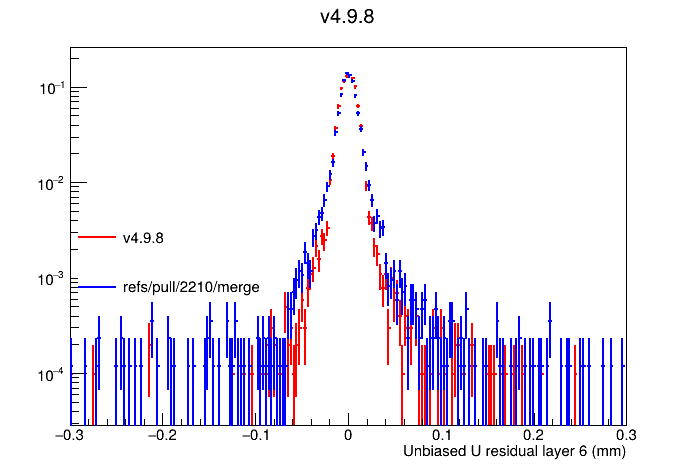 v4.9.8
10⁻¹
10⁻²
10⁻³
10⁻⁴
v4.9.8
refs/pull/2210/merge
−0.3 −0.2 −0.1 0 0.1 0.2 0.3
Unbiased U residual layer 6 (mm)